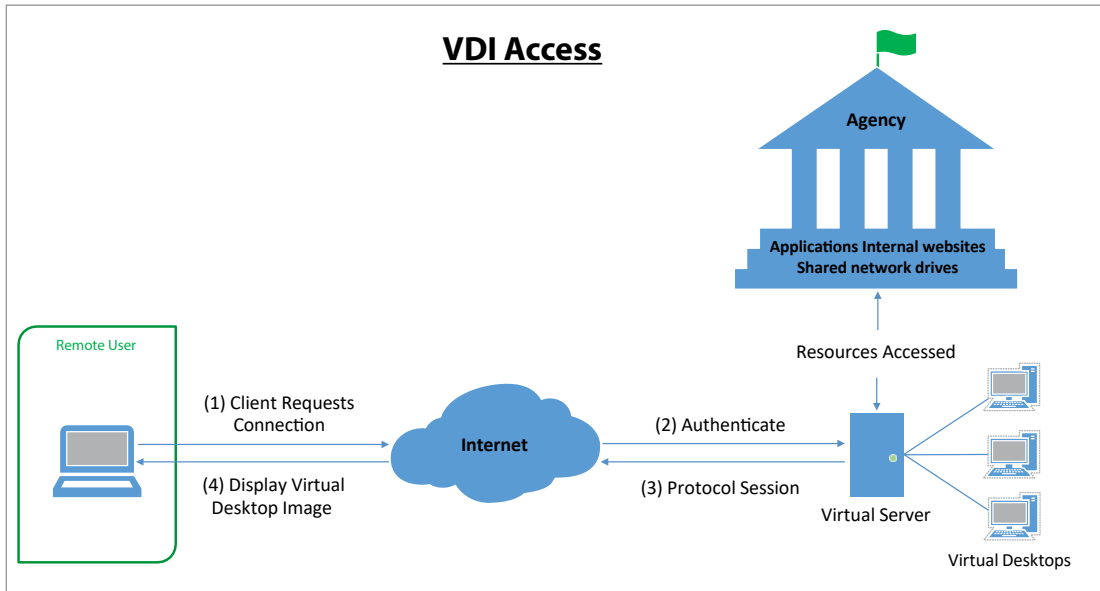 VDI Access
Agency
Applications Internal websites
Shared network drives
Remote User
Resources Accessed
(1) Client Requests
Connection
Internet
(2) Authenticate
(4) Display Virtual
Desktop Image
(3) Protocol Session
Virtual Server
Virtual Desktops